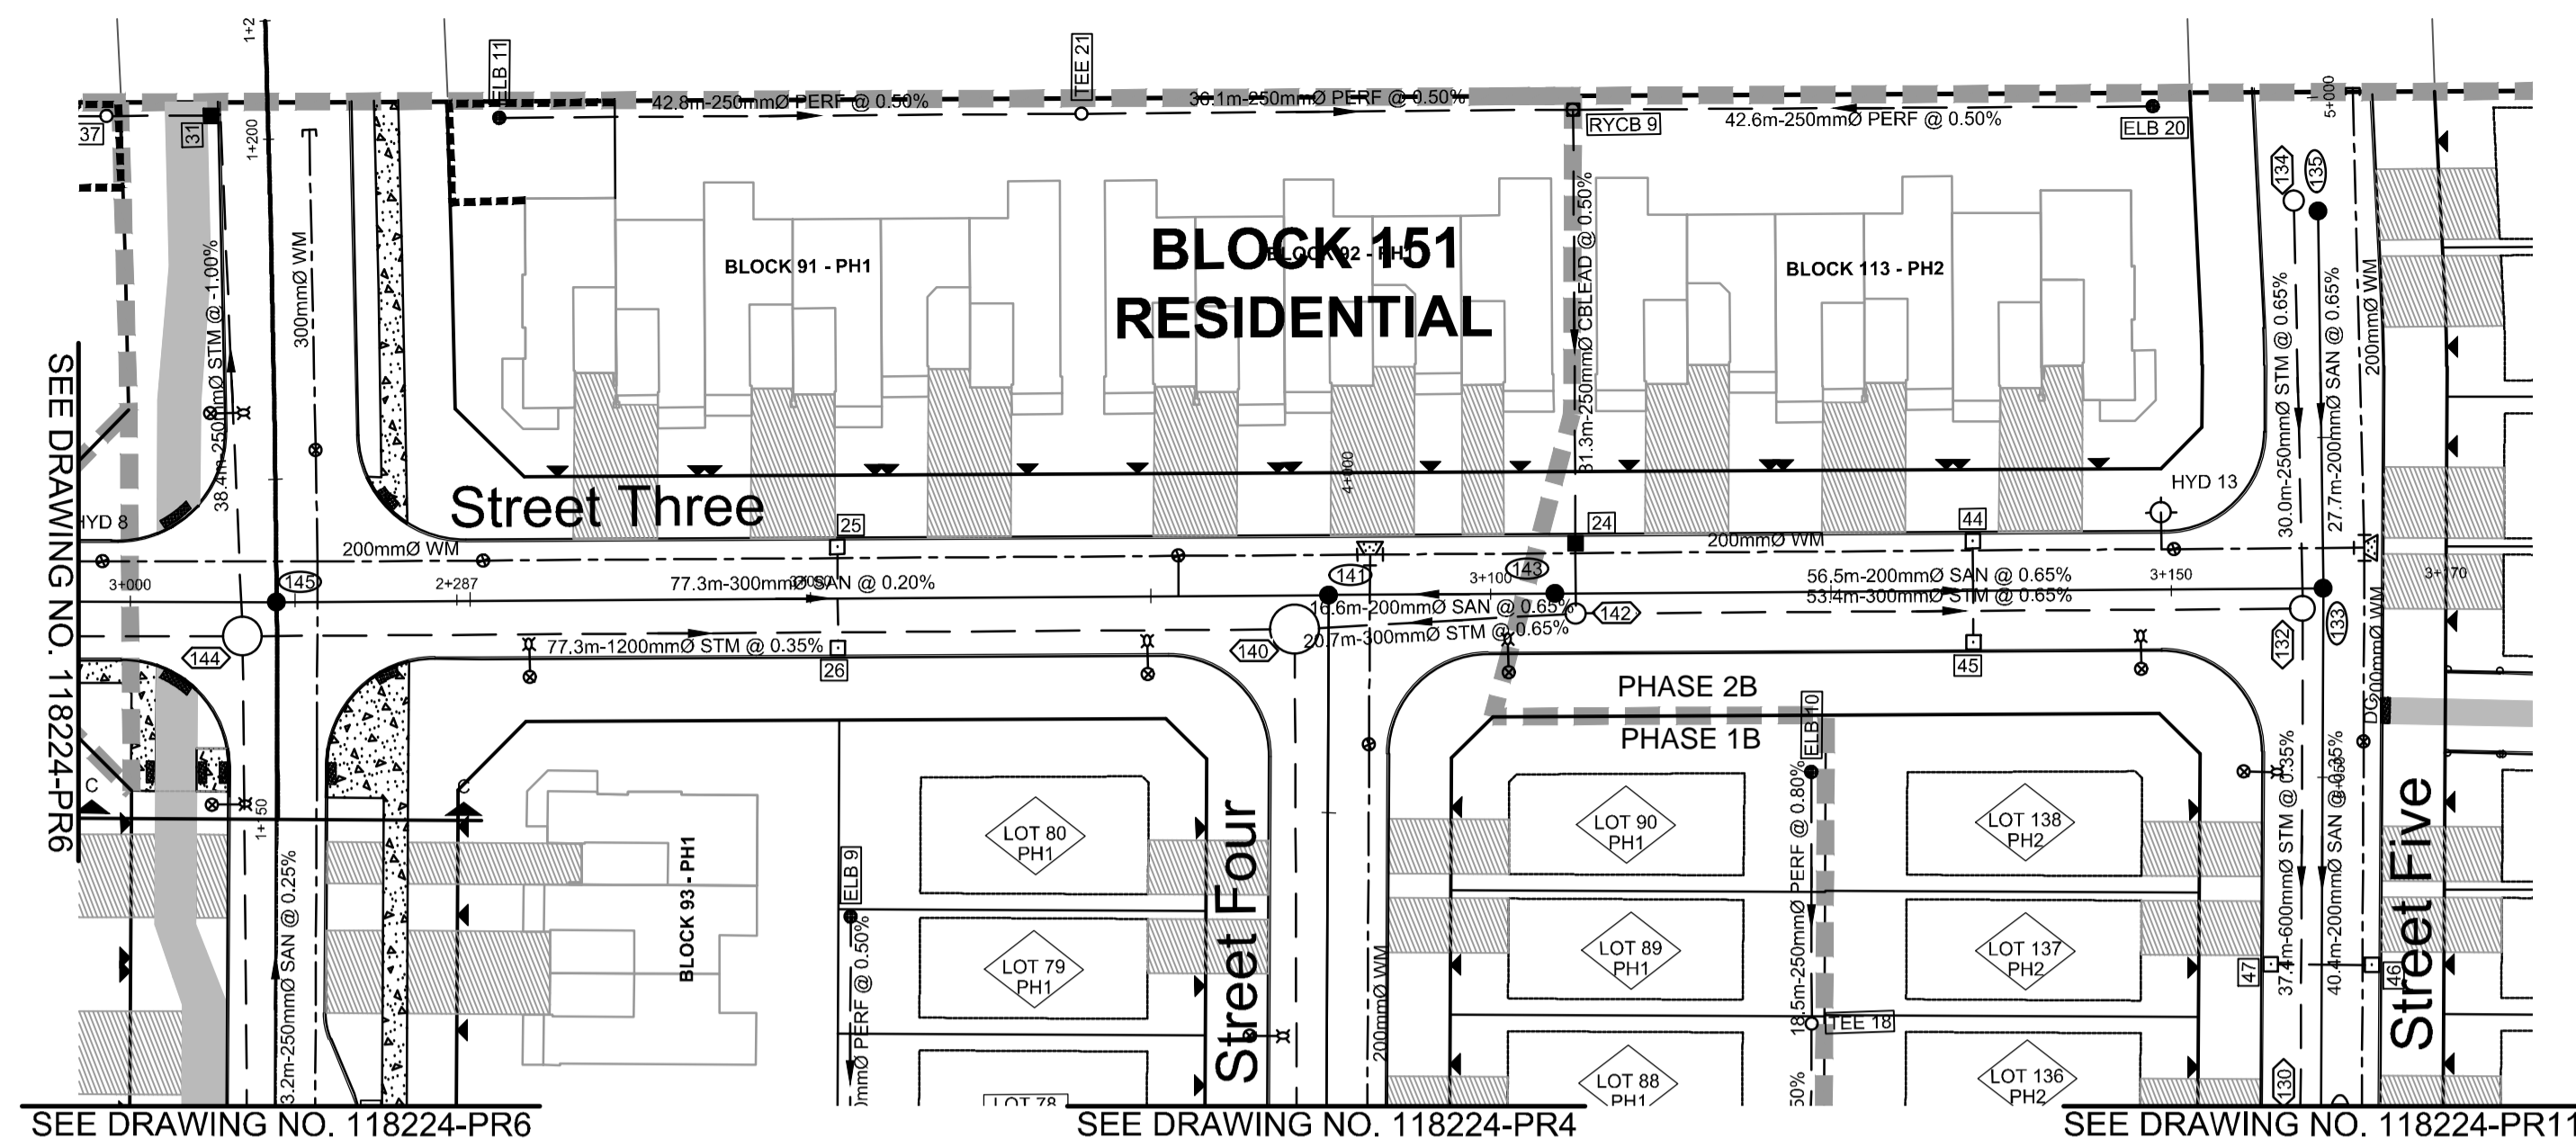 1+2
ELB 11
TEE 21
5+000
42.8m-250mmØ PERF @ 0.50%
36.1m-250mmØ PERF @ 0.50%
42.6m-250mmØ PERF @ 0.50%
RYCB 9
ELB 20
37
31
1+200
134
135
38.4m-250mmØ STM @ -1.00%
300mmØ WM
BLOCK 91 - PH1
BLOCK 151
RESIDENTIAL
BLOCK 92 - PH1
31.3m-250mmØ CBLEAD @ 0.50%
BLOCK 113 - PH2
30.0m-250mmØ STM @ 0.65%
27.7m-200mmØ SAN @ 0.65%
200mmØ WM
SEE DRAWING NO. 118224-PR6
4+000
HYD 13
HYD 8
Street Three
25
24
44
200mmØ WM
200mmØ WM
3+000
145
2+287
77.3m-300mmØ SAN @ 0.20%
141
3+100
143
56.5m-200mmØ SAN @ 0.65%
53.4m-300mmØ STM @ 0.65%
3+150
3+170
16.6m-200mmØ SAN @ 0.65%
142
20.7m-300mmØ STM @ 0.65%
144
77.3m-1200mmØ STM @ 0.35%
26
140
45
132
133
200mmØ WM
DC
PHASE 2B
PHASE 1B
ELB 10
C
C
1+150
LOT 80
PH1
LOT 90
PH1
LOT 138
PH2
18.5m-250mmØ PERF @ 0.80%
37.4m-600mmØ STM @ 0.35%
40.4m-200mmØ SAN @ 0.35%
Street Five
BLOCK 93 - PH1
ELB 9
Street Four
3.2m-250mmØ SAN @ 0.25%
0mmØ PERF @ 0.50%
LOT 79
PH1
200mmØ WM
LOT 89
PH1
LOT 137
PH2
47
46
TEE 18
LOT 78
LOT 88
PH1
50%
LOT 136
PH2
130
SEE DRAWING NO. 118224-PR6
SEE DRAWING NO. 118224-PR4
SEE DRAWING NO. 118224-PR11